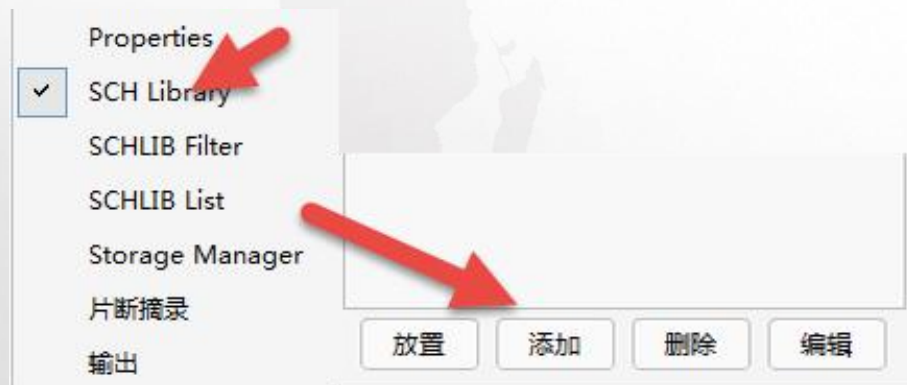 Properties
SCH Library
SCHLIB Filter
SCHLIB List
Storage Manager
片断摘录
输出
放置 添加 删除 编辑